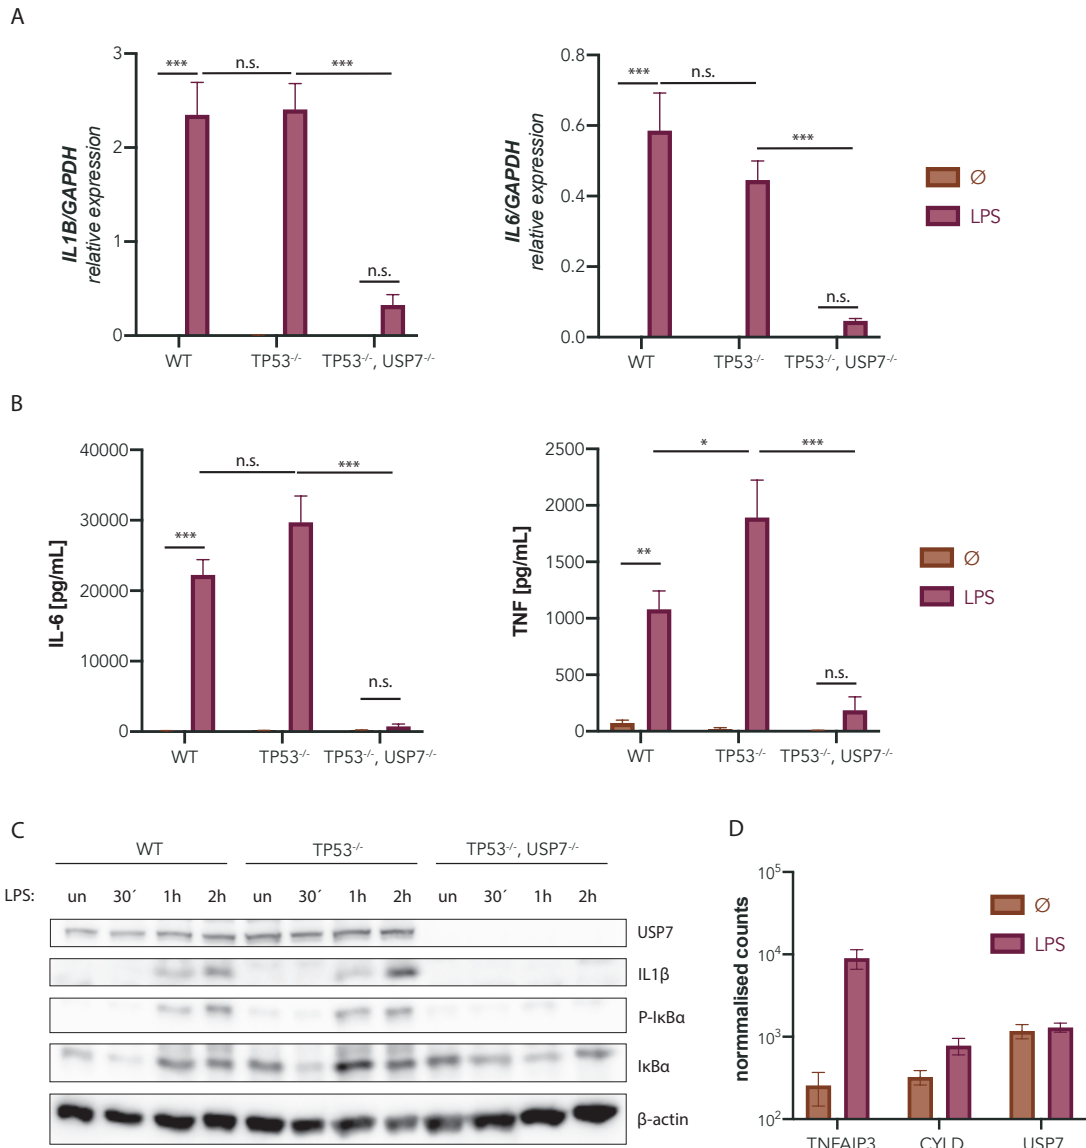 A
IL1B/GAPDH
relative expression
3
2
1
0
***
n.s.
***
n.s.
WT
TP53-/-
TP53-/-, USP7-/-
IL6/GAPDH
relative expression
0.8
0.6
0.4
0.2
0.0
***
n.s.
***
n.s.
WT
TP53-/-
TP53-/-, USP7-/-
Ø
LPS
B
IL-6 [pg/mL]
40000
30000
20000
10000
0
***
n.s.
***
n.s.
WT
TP53-/-
TP53-/-, USP7-/-
TNF [pg/mL]
2500
2000
1500
1000
500
0
**
*
***
n.s.
WT
TP53-/-
TP53-/-, USP7-/-
Ø
LPS
C
WT TP53-/- TP53-/-, USP7-/-
LPS: un 30´ 1h 2h un 30´ 1h 2h un 30´ 1h 2h
USP7
IL1β
P-IκBα
IκBα
β-actin
D
normmalised counts
10^5
10^4
10^3
10^2
Ø
LPS
TNFAIP3 CYLD USP7